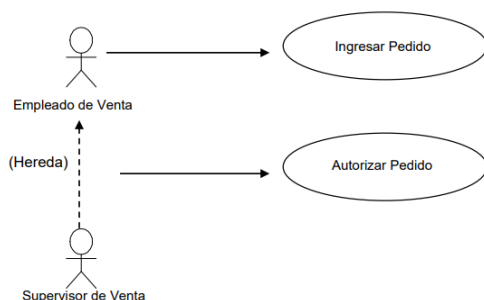 Ingresar Pedido
Empleado de Venta
(Hereda)
Autorizar Pedido
Supervisor de Venta